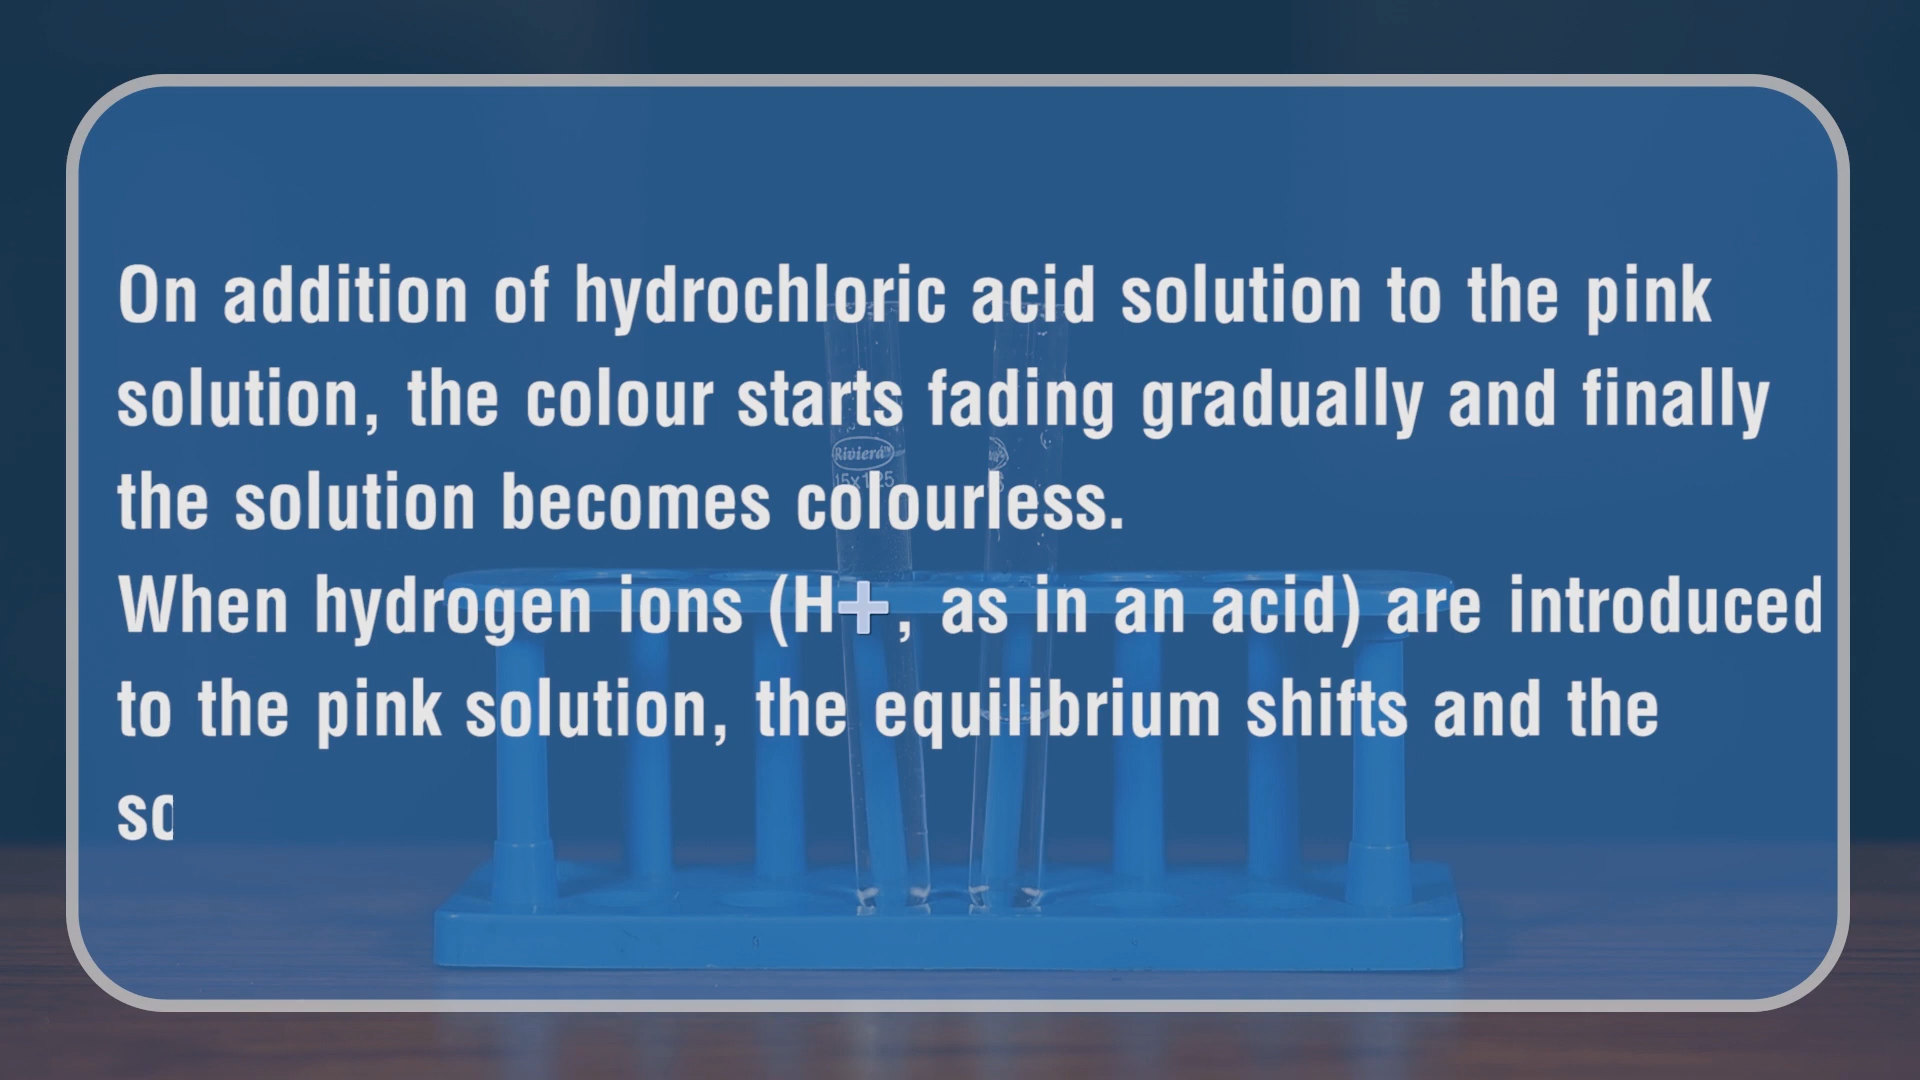 On addition of hydrochloric acid solution to the pink
solution, the colour starts fading gradually and finally
the solution becomes colourless.
When hydrogen ions (H+, as in an acid) are introduced
to the pink solution, the equilibrium shifts and the
Riviera
15x125